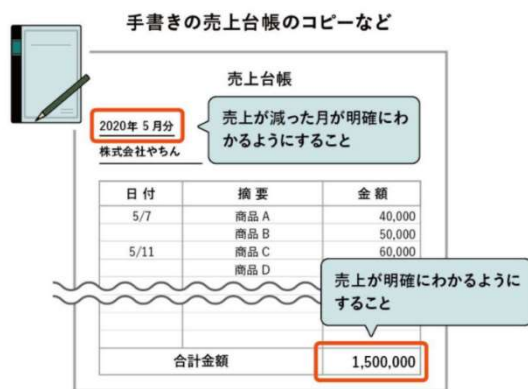 手書きの売上台帳のコピーなど
売上台帳
2020年5月分
売上が減った月が明確にわ
かるようにすること
株式会社やちん
日付 摘要 金額
5/7 商品A 40,000
商品B 50,000
5/11 商品C 60,000
商品D
売上が明確にわかるように
すること
合計金額 1,500,000